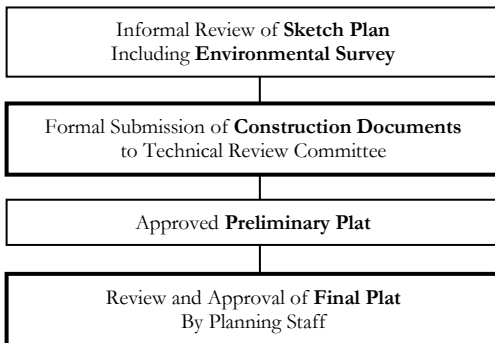 Informal Review of Sketch Plan
Including Environmental Survey
Formal Submission of Construction Documents
to Technical Review Committee
Approved Preliminary Plat
Review and Approval of Final Plat
By Planning Staff